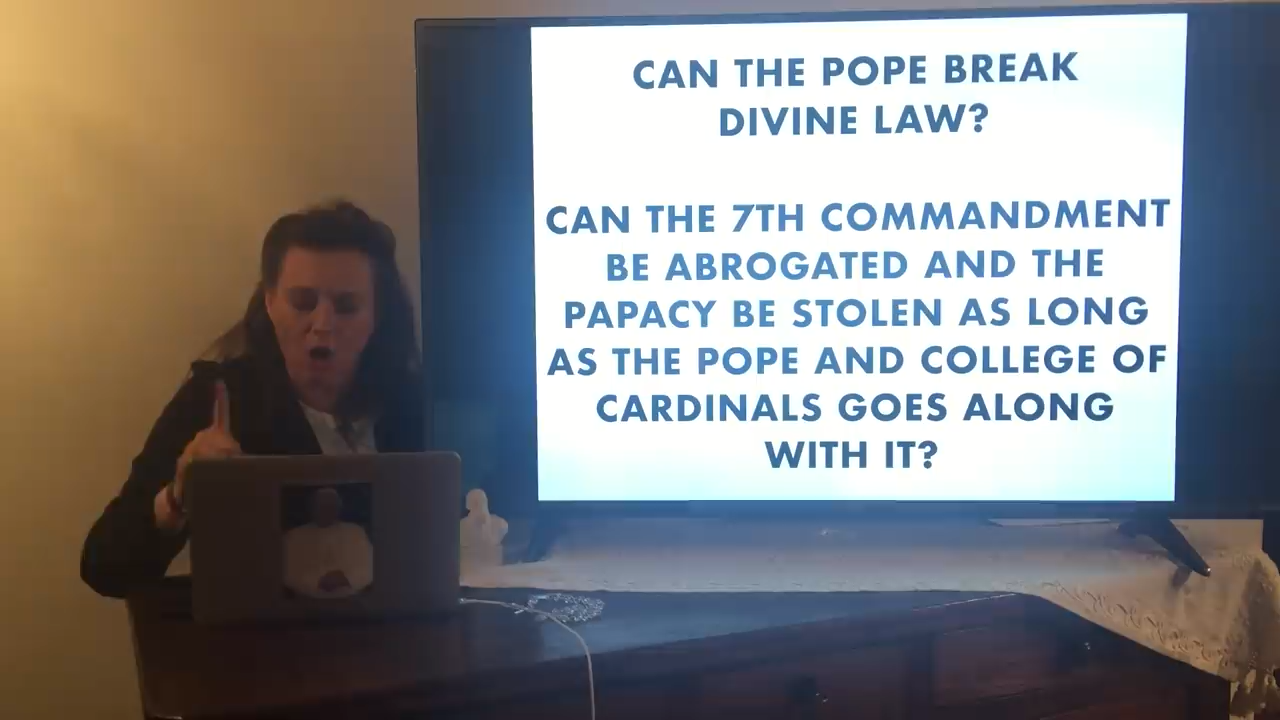 CAN THE POPE BREAK
DIVINE LAW?
CAN THE 7TH COMMANDMENT
BE ABROGATED AND THE
PAPACY BE STOLEN AS LONG
AS THE POPE AND COLLEGE OF
CARDINALS GOES ALONG
WITH IT?